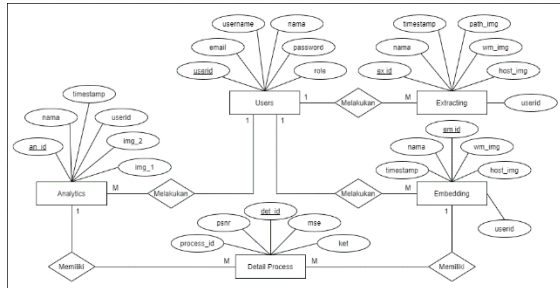 username
nama
timestamp
path_img
email
password
nama
wm_img
userid
role
ex_id
host_img
timestamp
Users
1
Melakukan
M
Extracting
userid
nama
userid
1
1
em_id
an_id
img_2
nama
wm_img
img_1
timestamp
host_img
Analytics
M
Melakukan
Melakukan
M
Embedding
1
det_id
1
psnr
mse
userid
process_id
ket
Memiliki
M
Detail Process
M
Memiliki